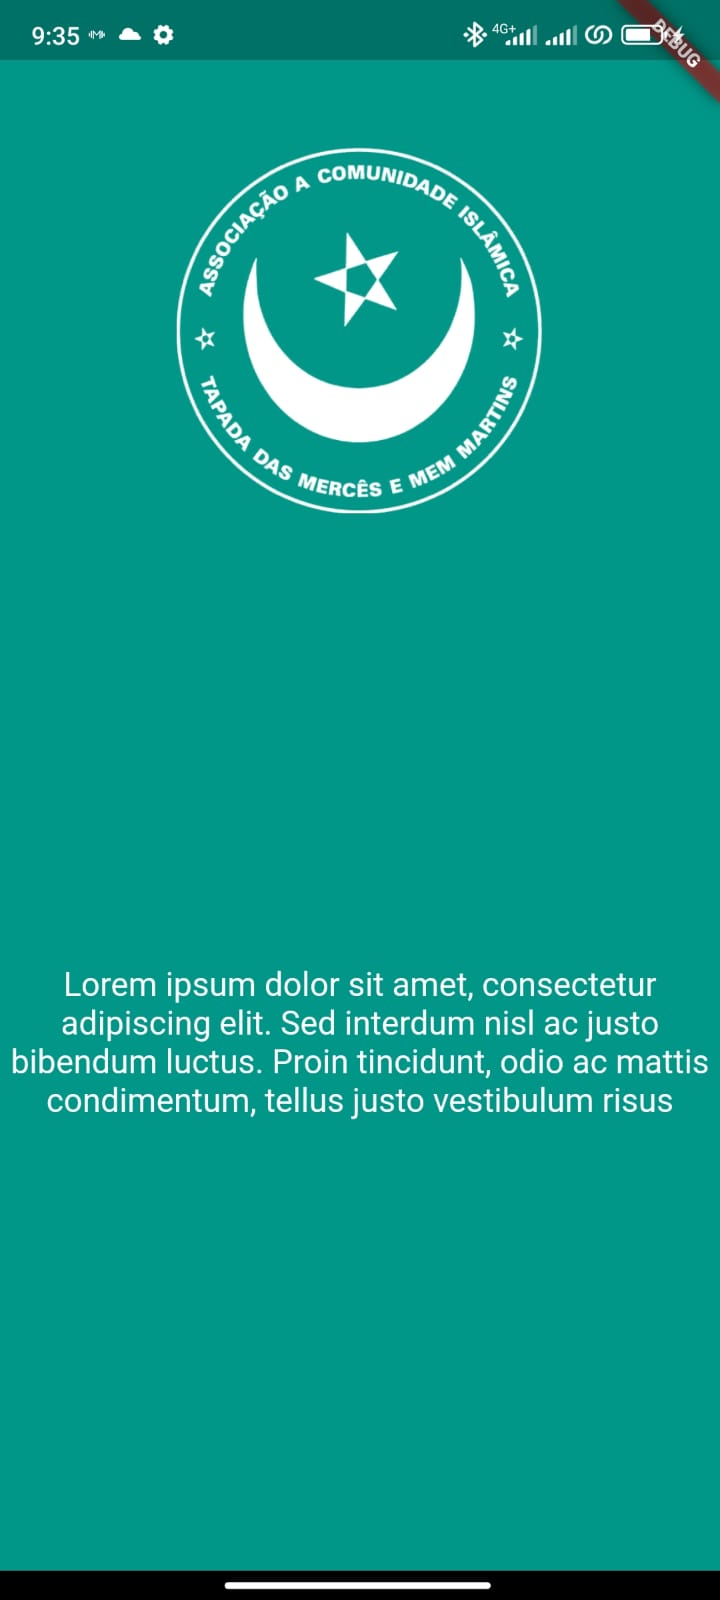 9:35
4G+
DEBUG
ASSOCIAÇÃO A COMUNIDADE ISLÂMICA
TAPADA DAS MERCÊS E MEM MARTINS
Lorem ipsum dolor sit amet, consectetur
adipiscing elit. Sed interdum nisl ac justo
bibendum luctus. Proin tincidunt, odio ac mattis
condimentum, tellus justo vestibulum risus